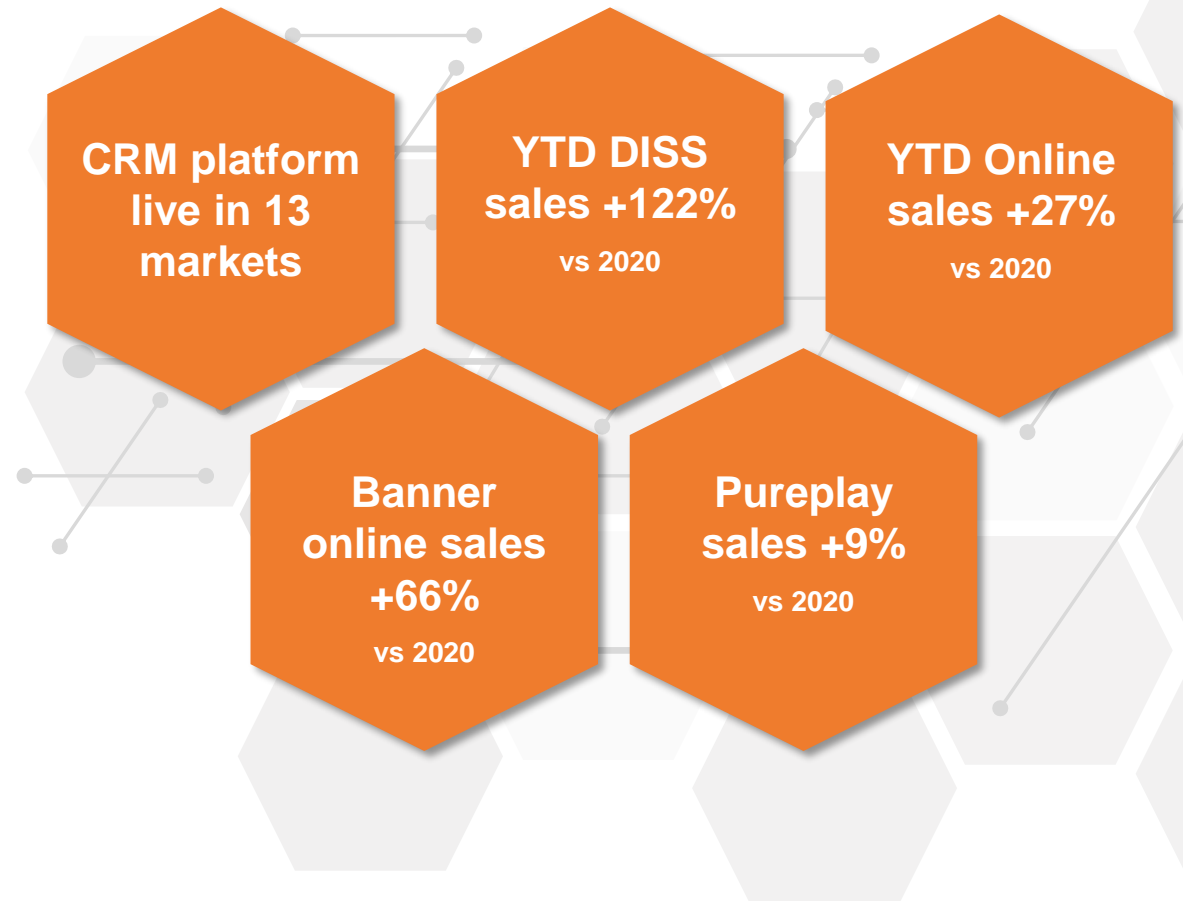 CRM platform
live in 13
markets
YTD DISS
sales +122%
vs 2020
YTD Online
sales +27%
vs 2020
Banner
online sales
+66%
vs 2020
Pureplay
sales +9%
vs 2020